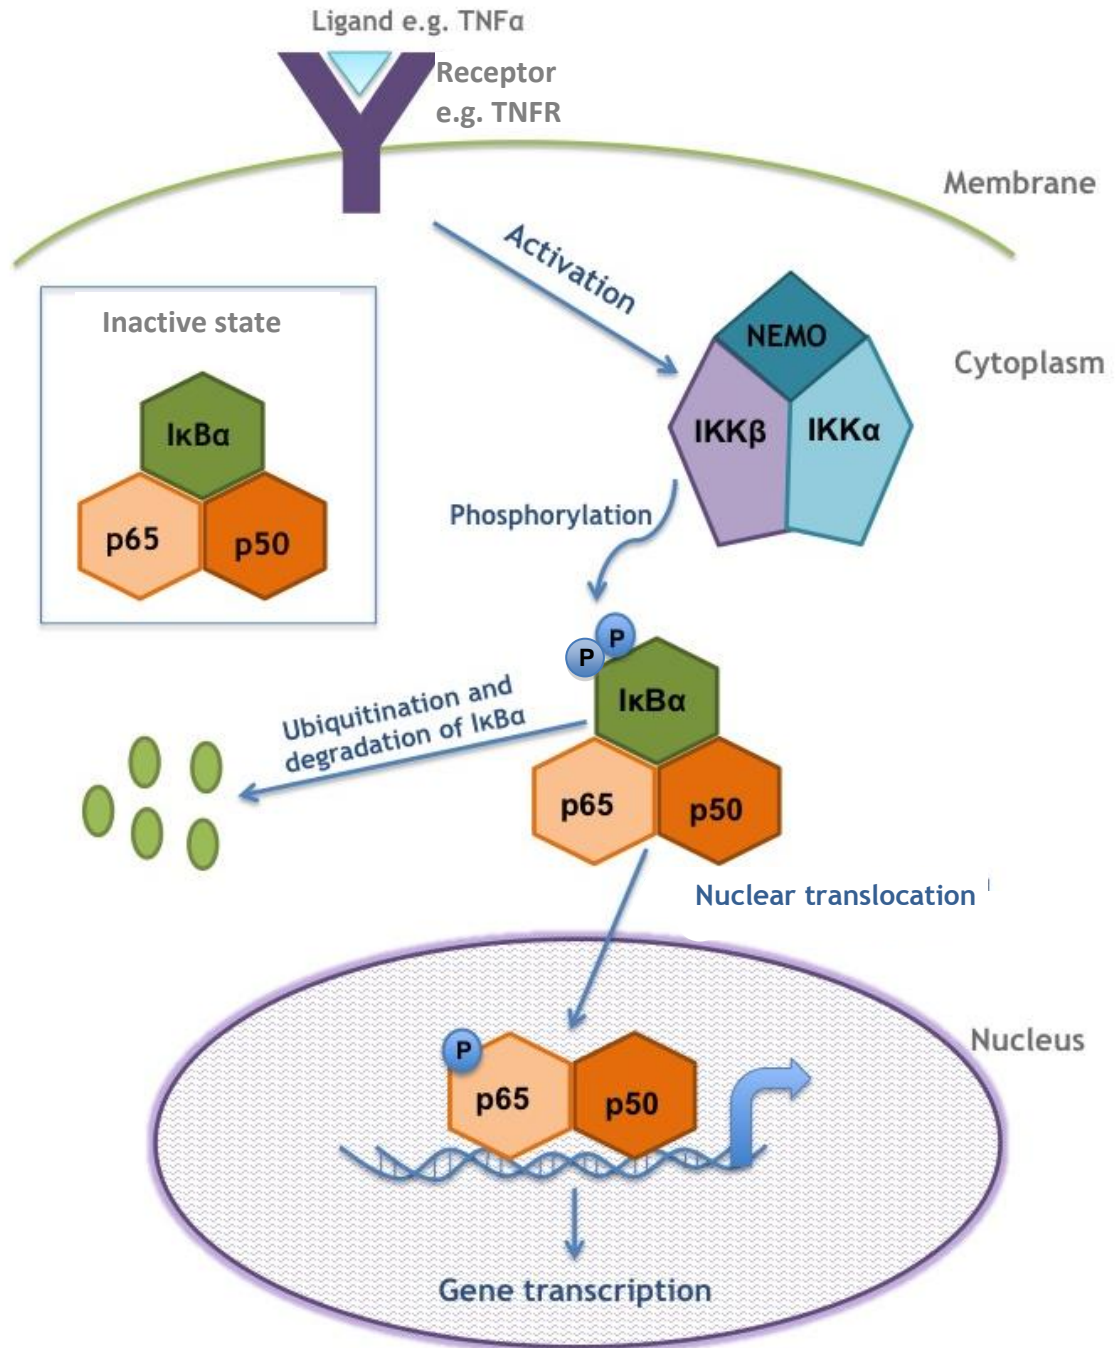 Ligand e.g. TNFα
Receptor
e.g. TNFR
Membrane
Activation
Inactive state
NEMO
Cytoplasm
IκBα
IKKβ
IKKα
p65
p50
Phosphorylation
P
P
IκBα
Ubiquitination and
degradation of IκBα
p65
p50
Nuclear translocation
Nucleus
P
p65
p50
Gene transcription